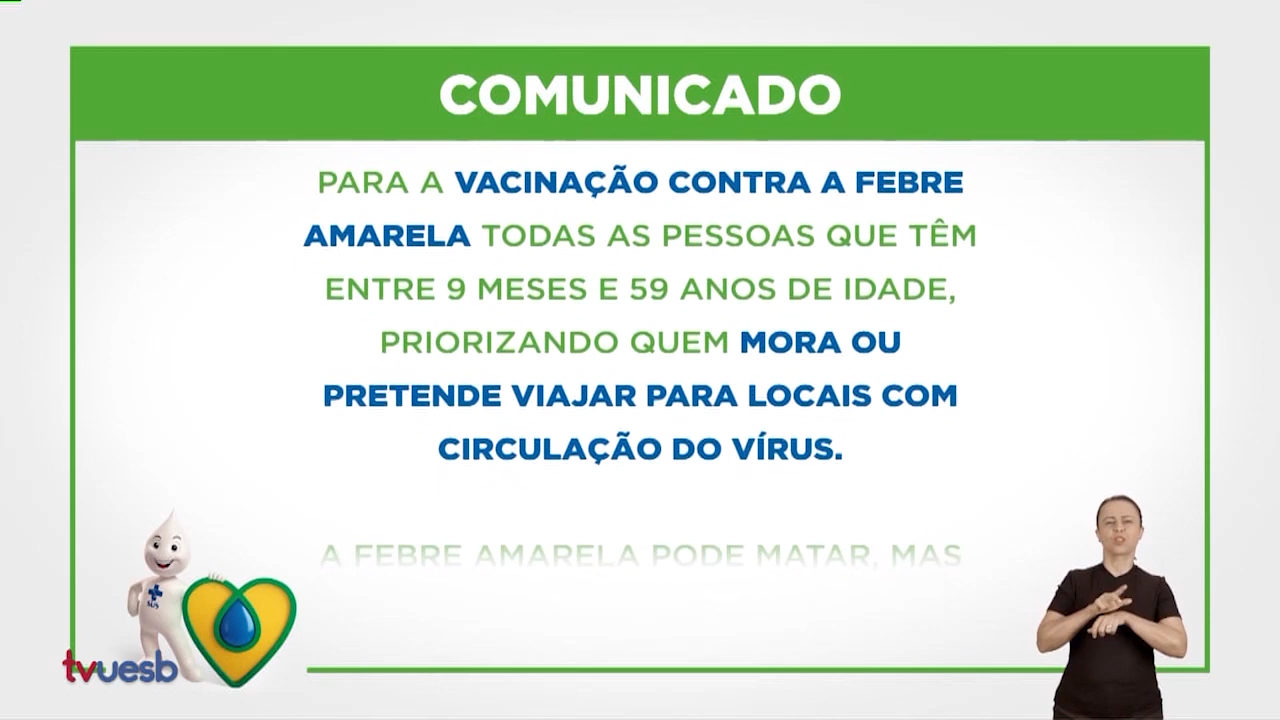 COMUNICADO
PARA A VACINAÇÃO CONTRA A FEBRE
AMARELA TODAS AS PESSOAS QUE TÊM
ENTRE 9 MESES E 59 ANOS DE IDADE,
PRIORIZANDO QUEM MORA OU
PRETENDE VIAJAR PARA LOCAIS COM
CIRCULAÇÃO DO VÍRUS.
A FEBRE AMARELA PODE MATAR, MAS
SUS
tvuesb